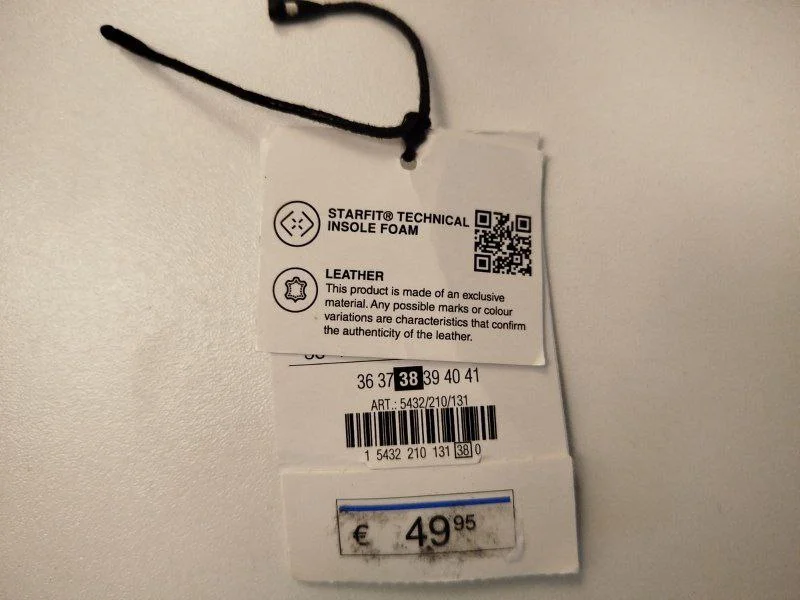 STARFIT® TECHNICAL
INSOLE FOAM
LEATHER
This product is made of an exclusive
material. Any possible marks or colour
variations are characteristics that confirm
the authenticity of the leather.
36 37 38 39 40 41
ART.: 5432/210/131
1 5432 210 131 38 0
€ 49 95